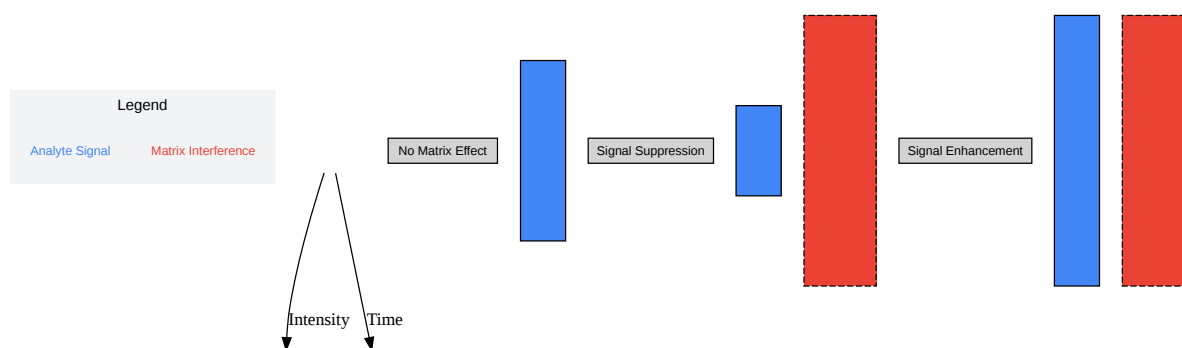 Legend
Analyte Signal
Matrix Interference
No Matrix Effect
Signal Suppression
Signal Enhancement
Intensity
Time